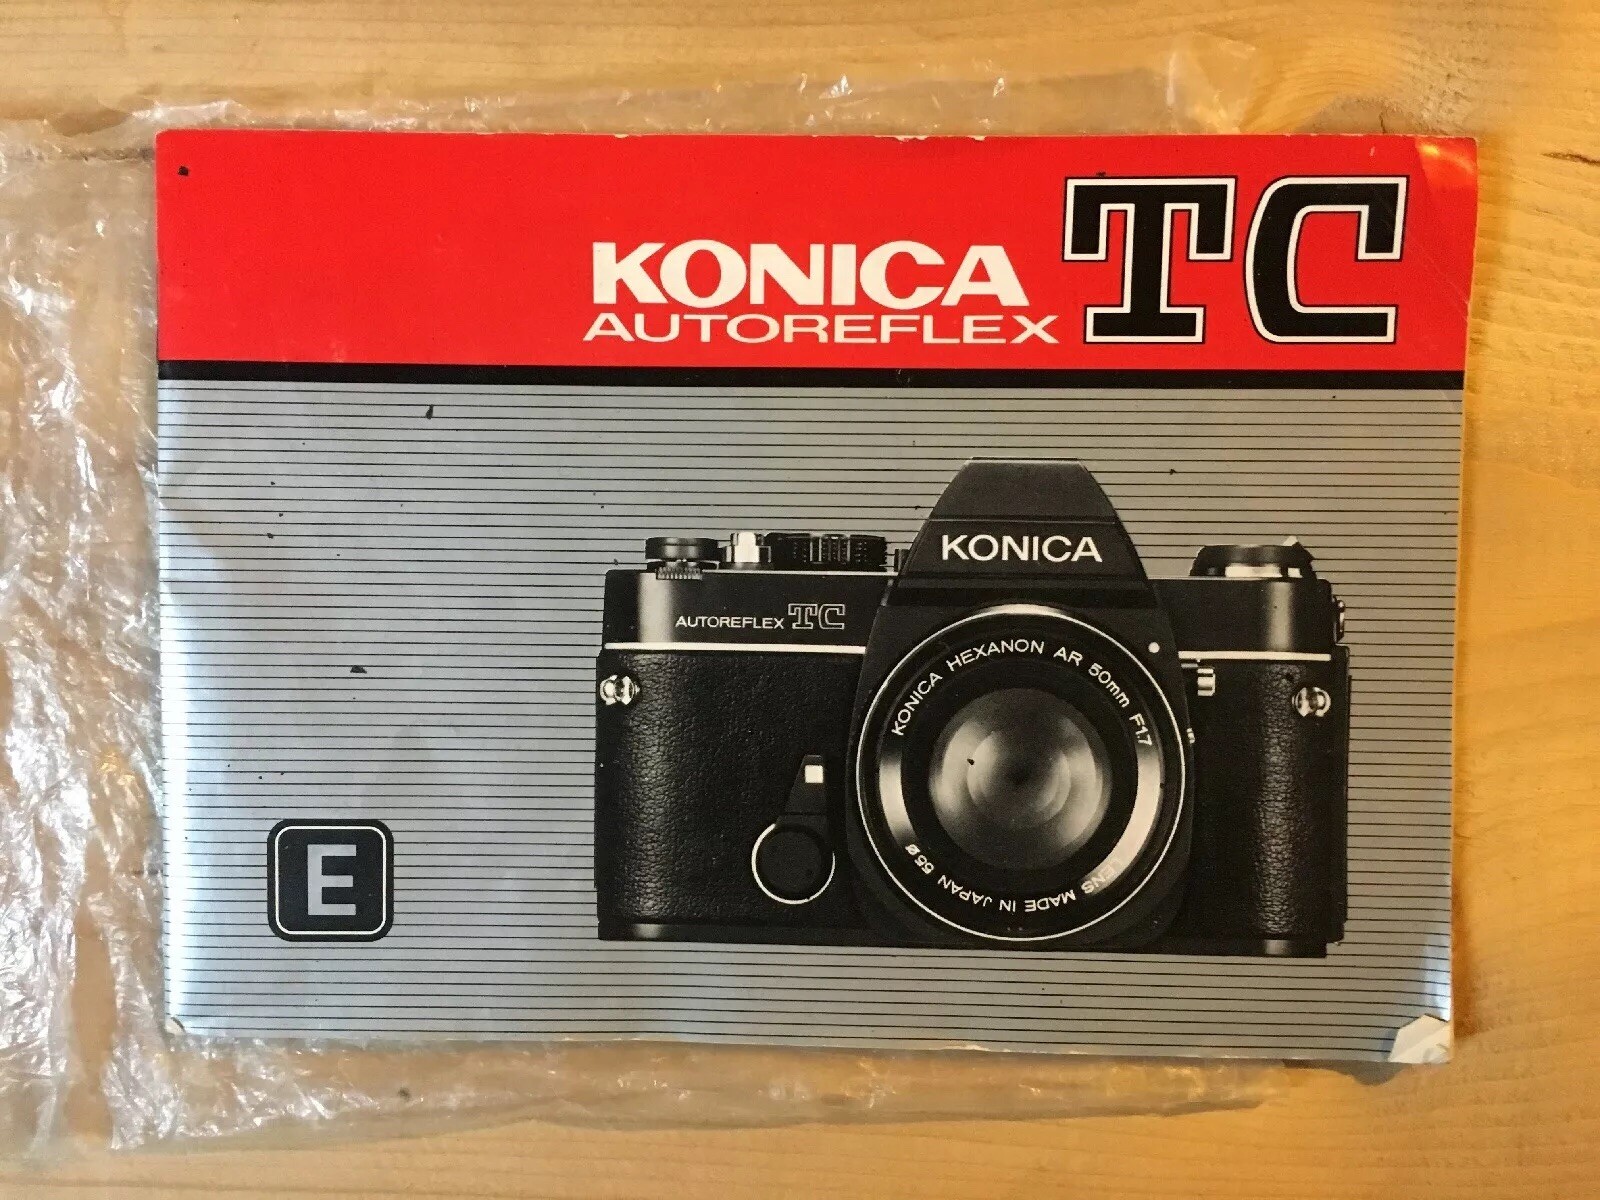 KONICA
AUTOREFLEX TC
KONICA
AUTOREFLEX TC
KONICA HEXANON AR 50mm F1.7
LENS MADE IN JAPAN 55ø
E